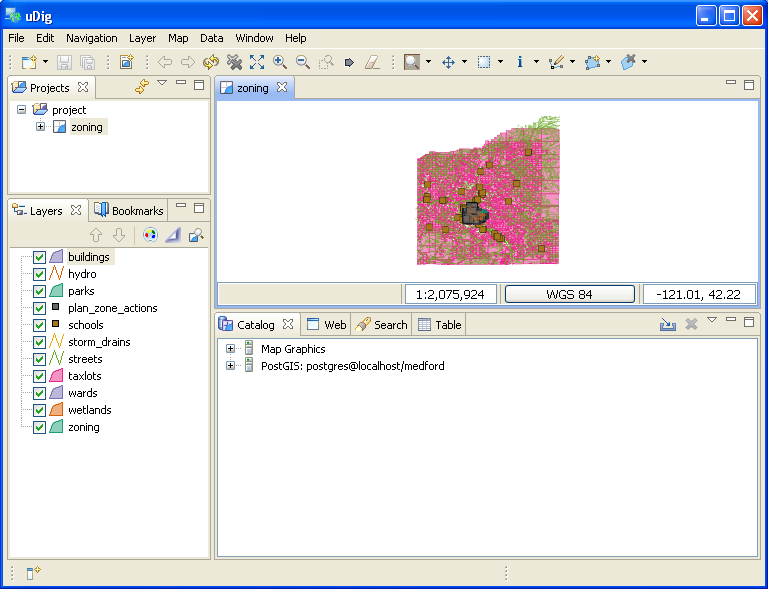 uDig
File Edit Navigation Layer Map Data Window Help
Projects
project
zoning
zoning
1:2,075,924 WGS 84 -121.01, 42.22
Layers Bookmarks
buildings
hydro
parks
plan_zone_actions
schools
storm_drains
streets
taxlots
wards
wetlands
zoning
Catalog Web Search Table
Map Graphics
PostGIS: postgres@localhost/medford